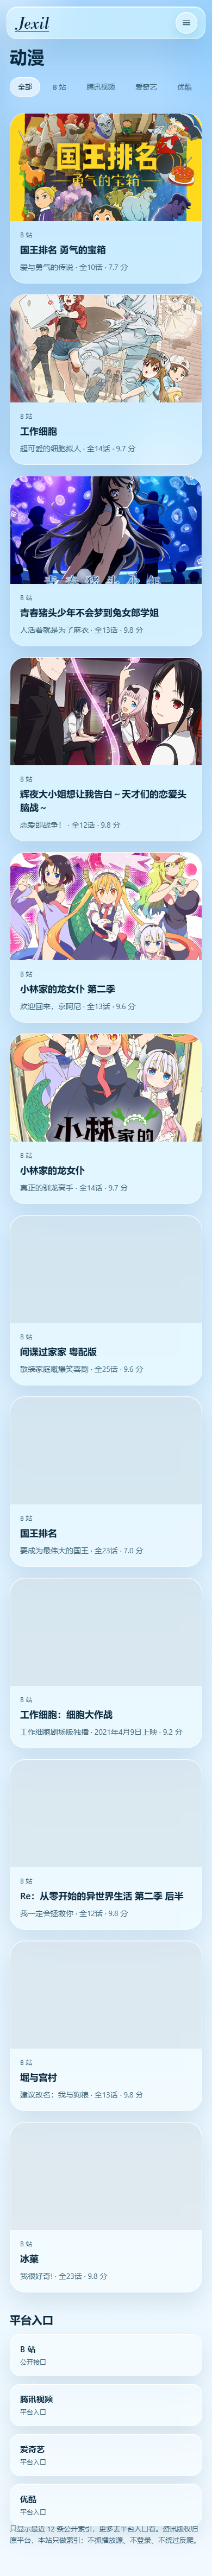 Jexil
动漫
全部 B 站 腾讯视频 爱奇艺 优酷
国王排名
勇气的宝箱
B 站
国王排名 勇气的宝箱
爱与勇气的传说 · 全10话 · 7.7 分
B 站
工作细胞
超可爱的细胞拟人 · 全14话 · 9.7 分
B 站
青春猪头少年不会梦到兔女郎学姐
人活着就是为了麻衣 · 全13话 · 9.8 分
B 站
辉夜大小姐想让我告白～天才们的恋爱头
脑战～
恋爱即战争！ · 全12话 · 9.8 分
B 站
小林家的龙女仆 第二季
欢迎回来，京阿尼 · 全13话 · 9.6 分
小林家的
B 站
小林家的龙女仆
真正的驯龙高手 · 全14话 · 9.7 分
B 站
间谍过家家 粤配版
散装家庭嘅爆笑喜剧 · 全25话 · 9.6 分
B 站
国王排名
要成为最伟大的国王 · 全23话 · 7.0 分
B 站
工作细胞：细胞大作战
工作细胞剧场版独播 · 2021年4月9日上映 · 9.2 分
B 站
Re：从零开始的异世界生活 第二季 后半
我一定会拯救你 · 全12话 · 9.8 分
B 站
堀与宫村
建议改名：我与狗粮 · 全13话 · 9.8 分
B 站
冰菓
我很好奇! · 全23话 · 9.8 分
平台入口
B 站
公开接口
腾讯视频
平台入口
爱奇艺
平台入口
优酷
平台入口
只显示最近 12 条公开索引，更多去平台入口看。资讯版权归
原平台，本站只做索引：不抓播放源、不登录、不绕过反爬。